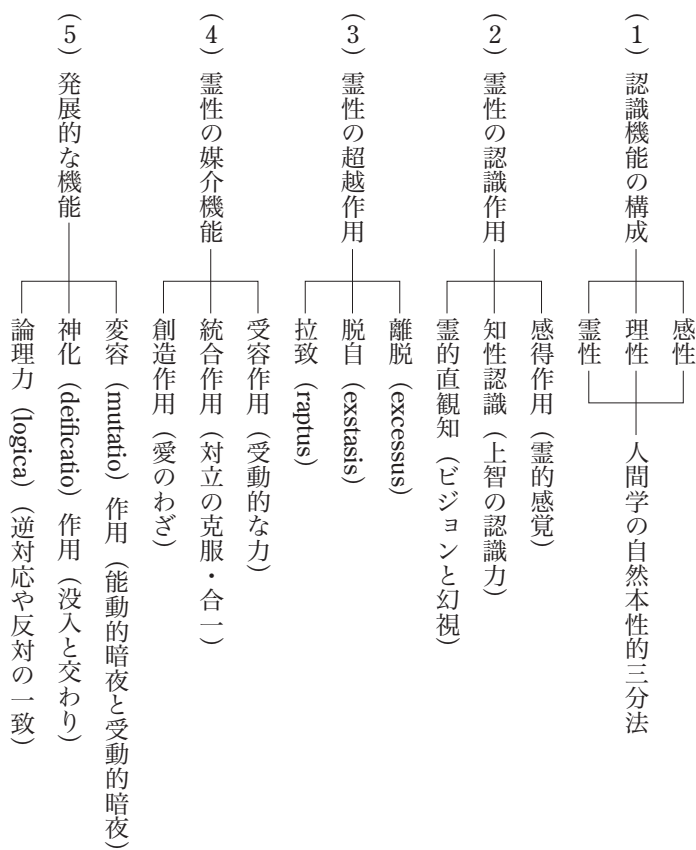 (1) 認識機能の構成
感性
理性
霊性
人間学の自然本性的三分法
(2) 霊性の認識作用
感得作用(霊的感覚)
知性認識(上智の認識力)
霊的直観知(ビジョンと幻視)
(3) 霊性の超越作用
離脱(excessus)
脱自(exstasis)
拉致(raptus)
(4) 霊性の媒介機能
受容作用(受動的な力)
統合作用(対立の克服・合一)
創造作用(愛のわざ)
(5) 発展的な機能
変容(mutatio)作用(能動的暗夜と受動的暗夜)
神化(deificatio)作用(没入と交わり)
論理力(logica)(逆対応や反対の一致)